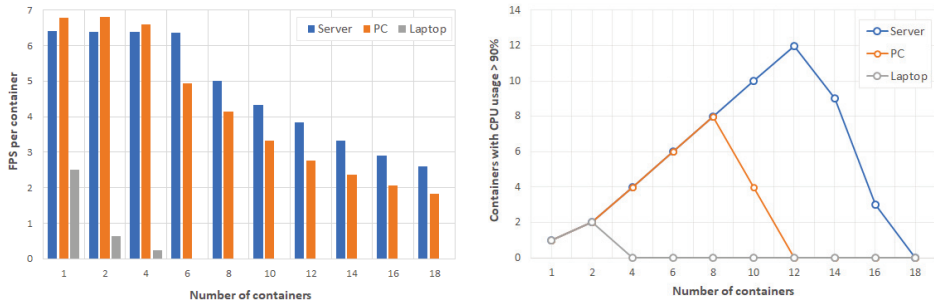 FPS per container
7
6
5
4
3
2
1
0
Server PC Laptop
1 2 4 6 8 10 12 14 16 18
Number of containers
Containers with CPU usage > 90%
14
12
10
8
6
4
2
0
Server
PC
Laptop
1 2 4 6 8 10 12 14 16 18
Number of containers